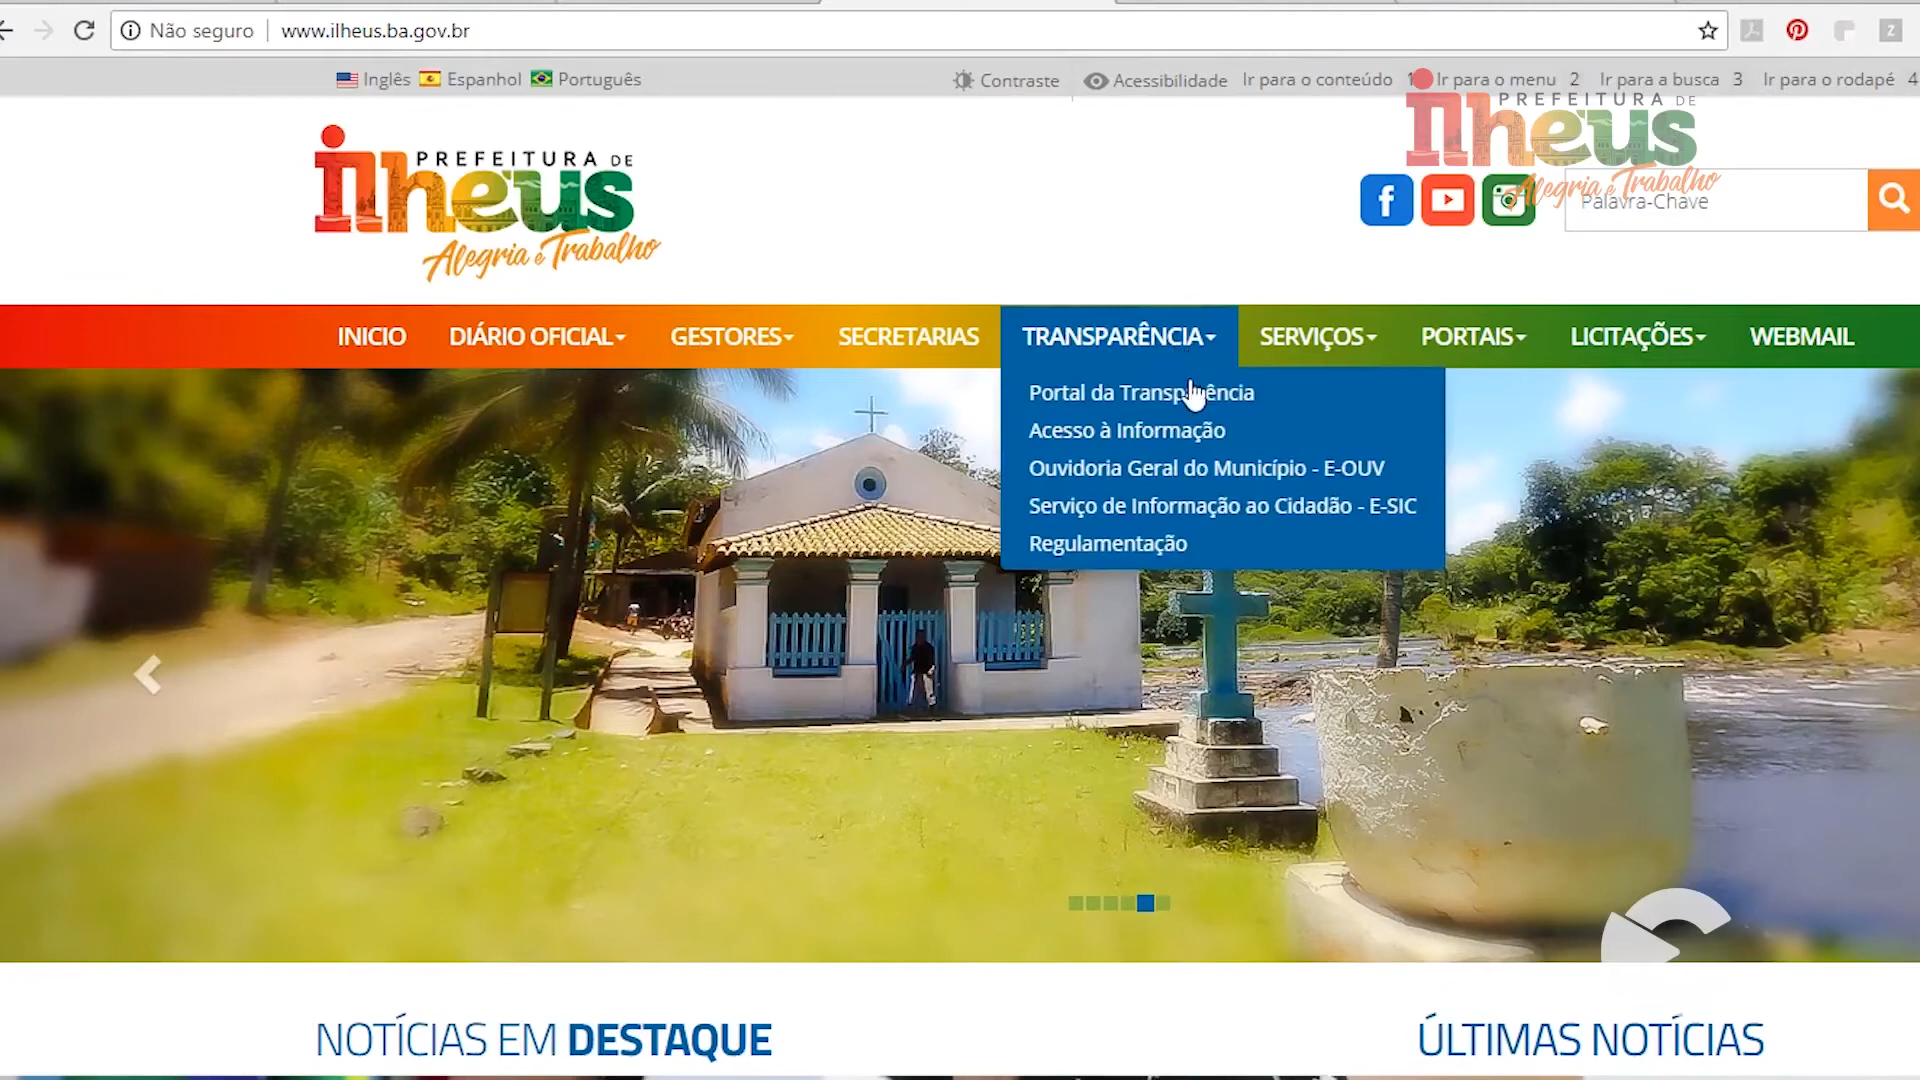 Não seguro
www.ilheus.ba.gov.br
Z
Inglês
Espanhol
Português
Contraste
Acessibilidade
Ir para o conteúdo 1
Ir para o menu 2
Ir para a busca 3
Ir para o rodapé 4
PREFEITURA DE
ilheus
Alegria e Trabalho
PREFEITURA DE
ilheus
Alegria e Trabalho
f
Palavra-Chave
INICIO
DIÁRIO OFICIAL
GESTORES
SECRETARIAS
TRANSPARÊNCIA
SERVIÇOS
PORTAIS
LICITAÇÕES
WEBMAIL
Portal da Transparência
Acesso à Informação
Ouvidoria Geral do Município - E-OUV
Serviço de Informação ao Cidadão - E-SIC
Regulamentação
NOTÍCIAS EM DESTAQUE
ÚLTIMAS NOTÍCIAS